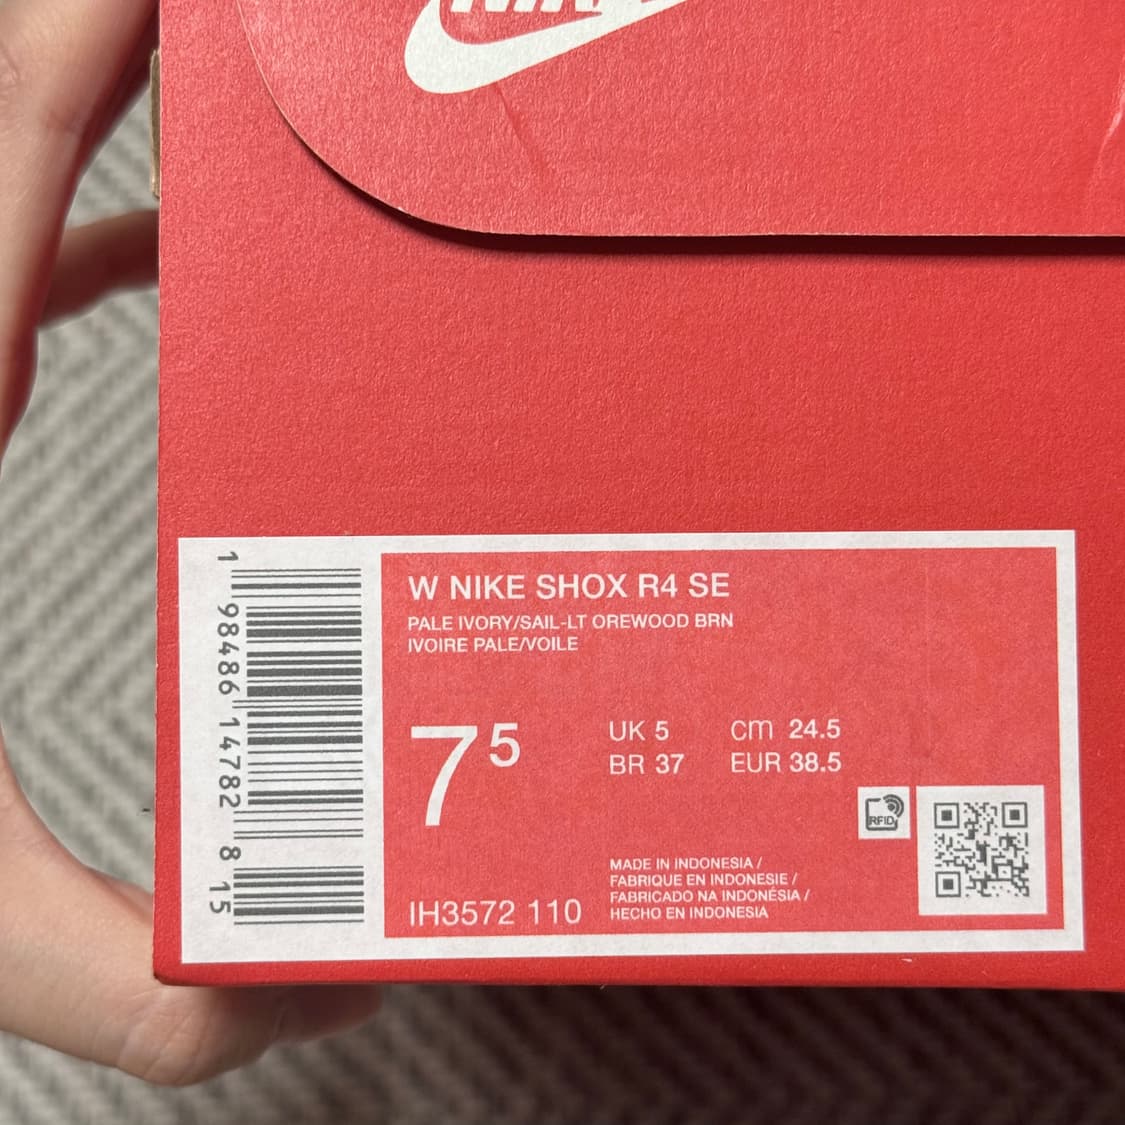 NIKE
W NIKE SHOX R4 SE
PALE IVORY/SAIL-LT OREWOOD BRN
IVOIRE PALE/VOILE
7⁵
UK 5
BR 37
cm 24.5
EUR 38.5
RFID
MADE IN INDONESIA /
FABRIQUE EN INDONESIE /
FABRICADO NA INDONÉSIA /
HECHO EN INDONESIA
IH3572 110
1 98486 14782 8 15